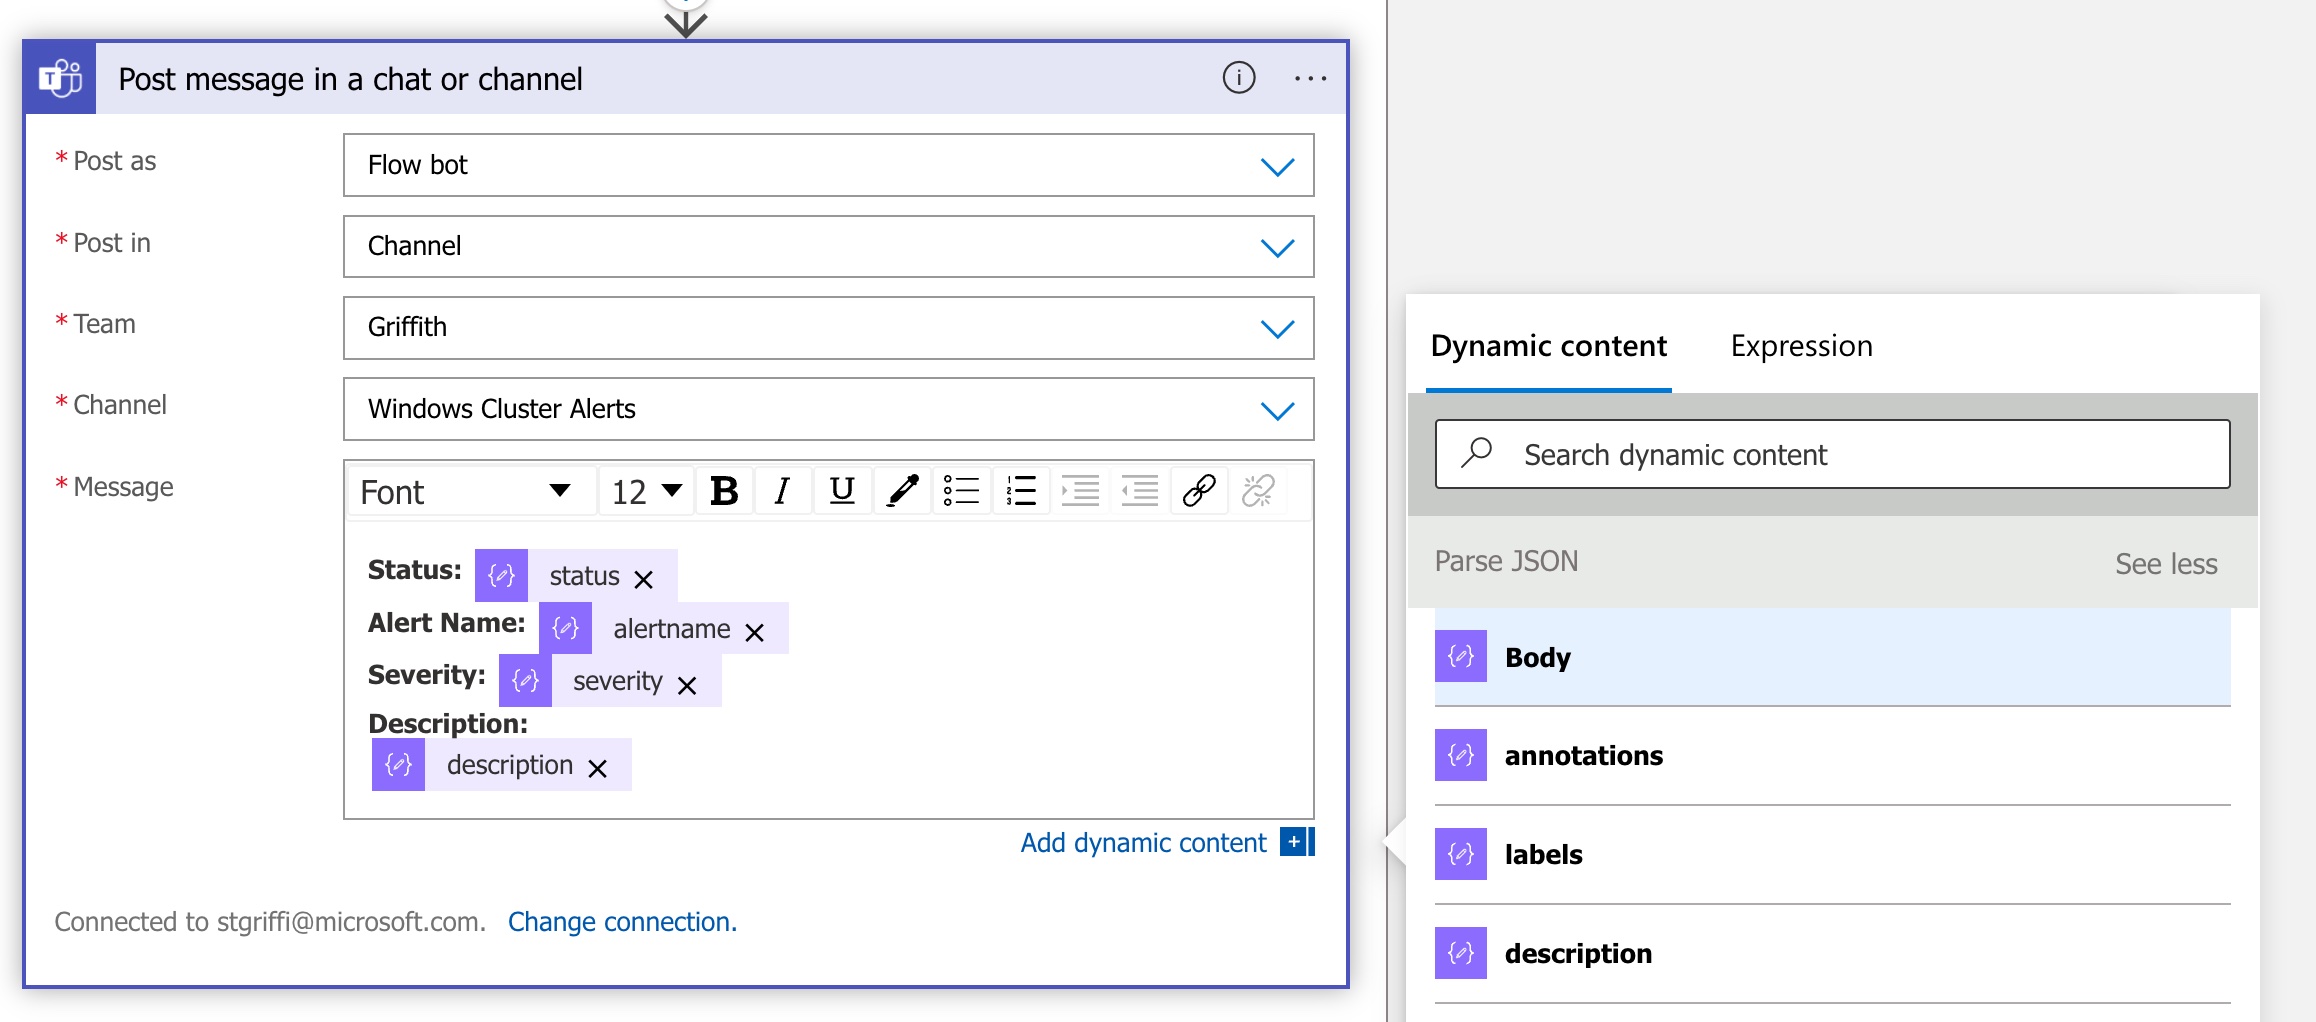 Post message in a chat or channel
* Post as
Flow bot
* Post in
Channel
* Team
Griffith
* Channel
Windows Cluster Alerts
* Message
Font 12 B I U
Status: status
Alert Name: alertname
Severity: severity
Description:
description
Add dynamic content
Connected to stgriffi@microsoft.com. Change connection.
Dynamic content Expression
Search dynamic content
Parse JSON See less
Body
annotations
labels
description